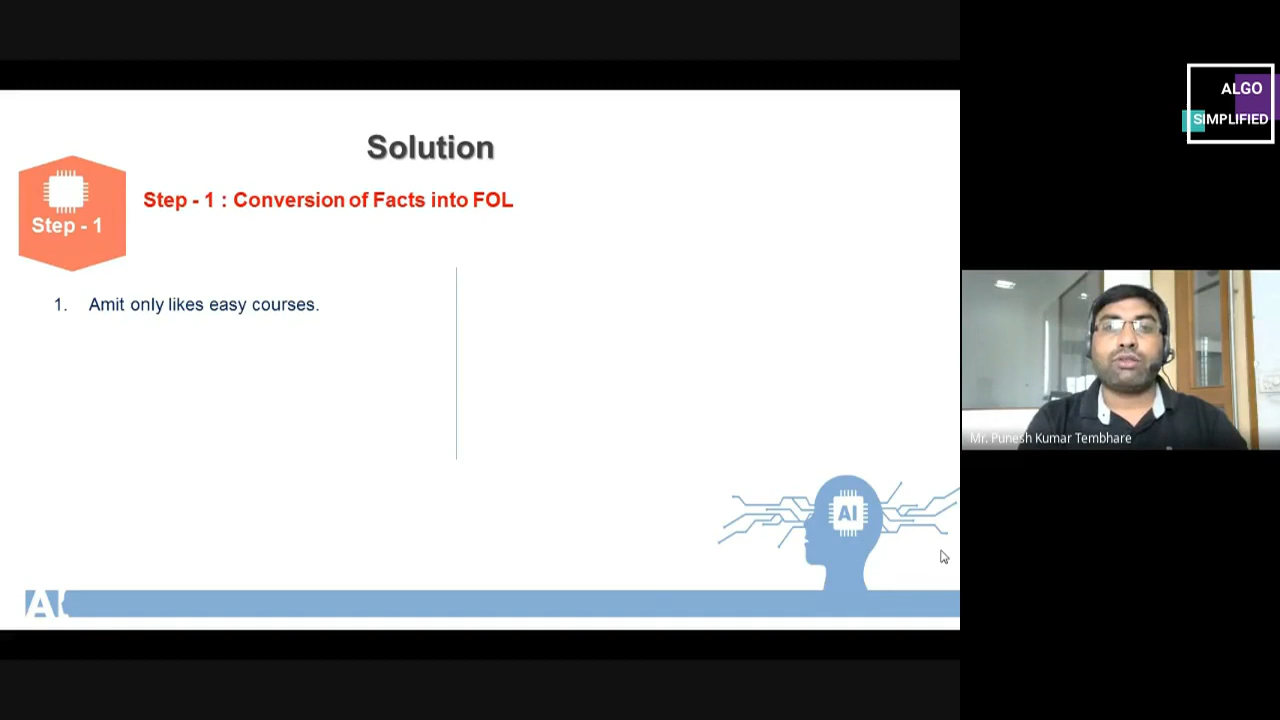 Solution
Step - 1
Step - 1 : Conversion of Facts into FOL
1. Amit only likes easy courses.
AI
ALGO
SIMPLIFIED
Mr. Punesh Kumar Tembhare